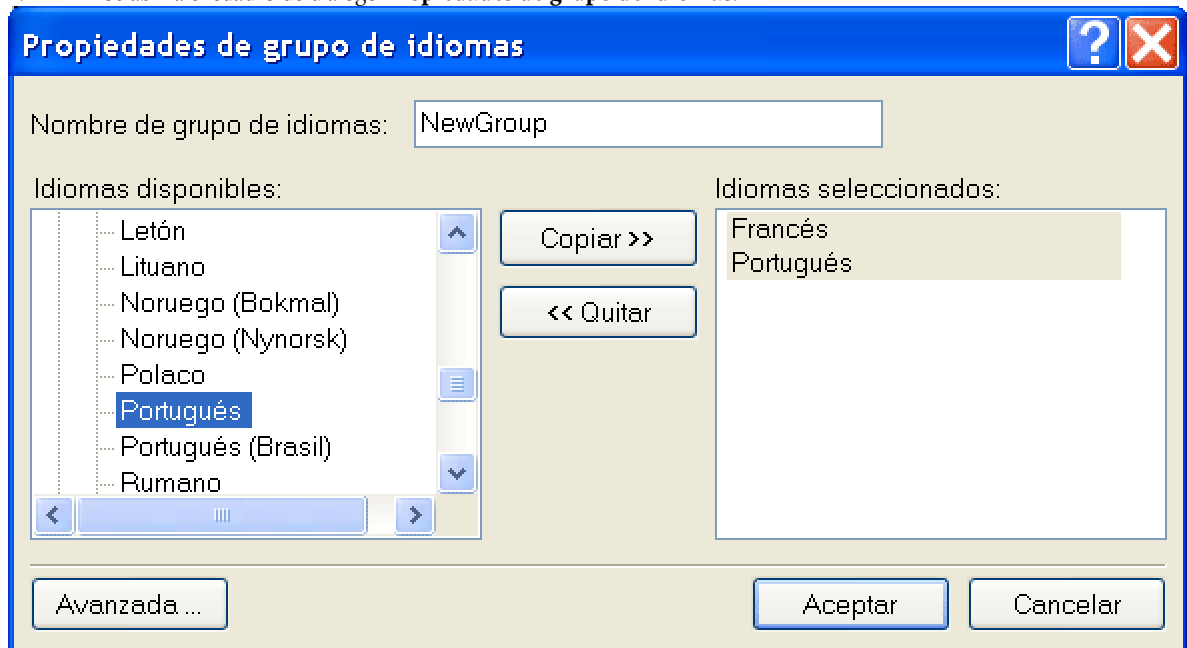 Propiedades de grupo de idiomas
Nombre de grupo de idiomas: NewGroup
Idiomas disponibles:
Letón
Lituano
Noruego (Bokmal)
Noruego (Nynorsk)
Polaco
Portugués
Portugués (Brasil)
Rumano
Copiar >>
<< Quitar
Idiomas seleccionados:
Francés
Portugués
Avanzada ...
Aceptar
Cancelar